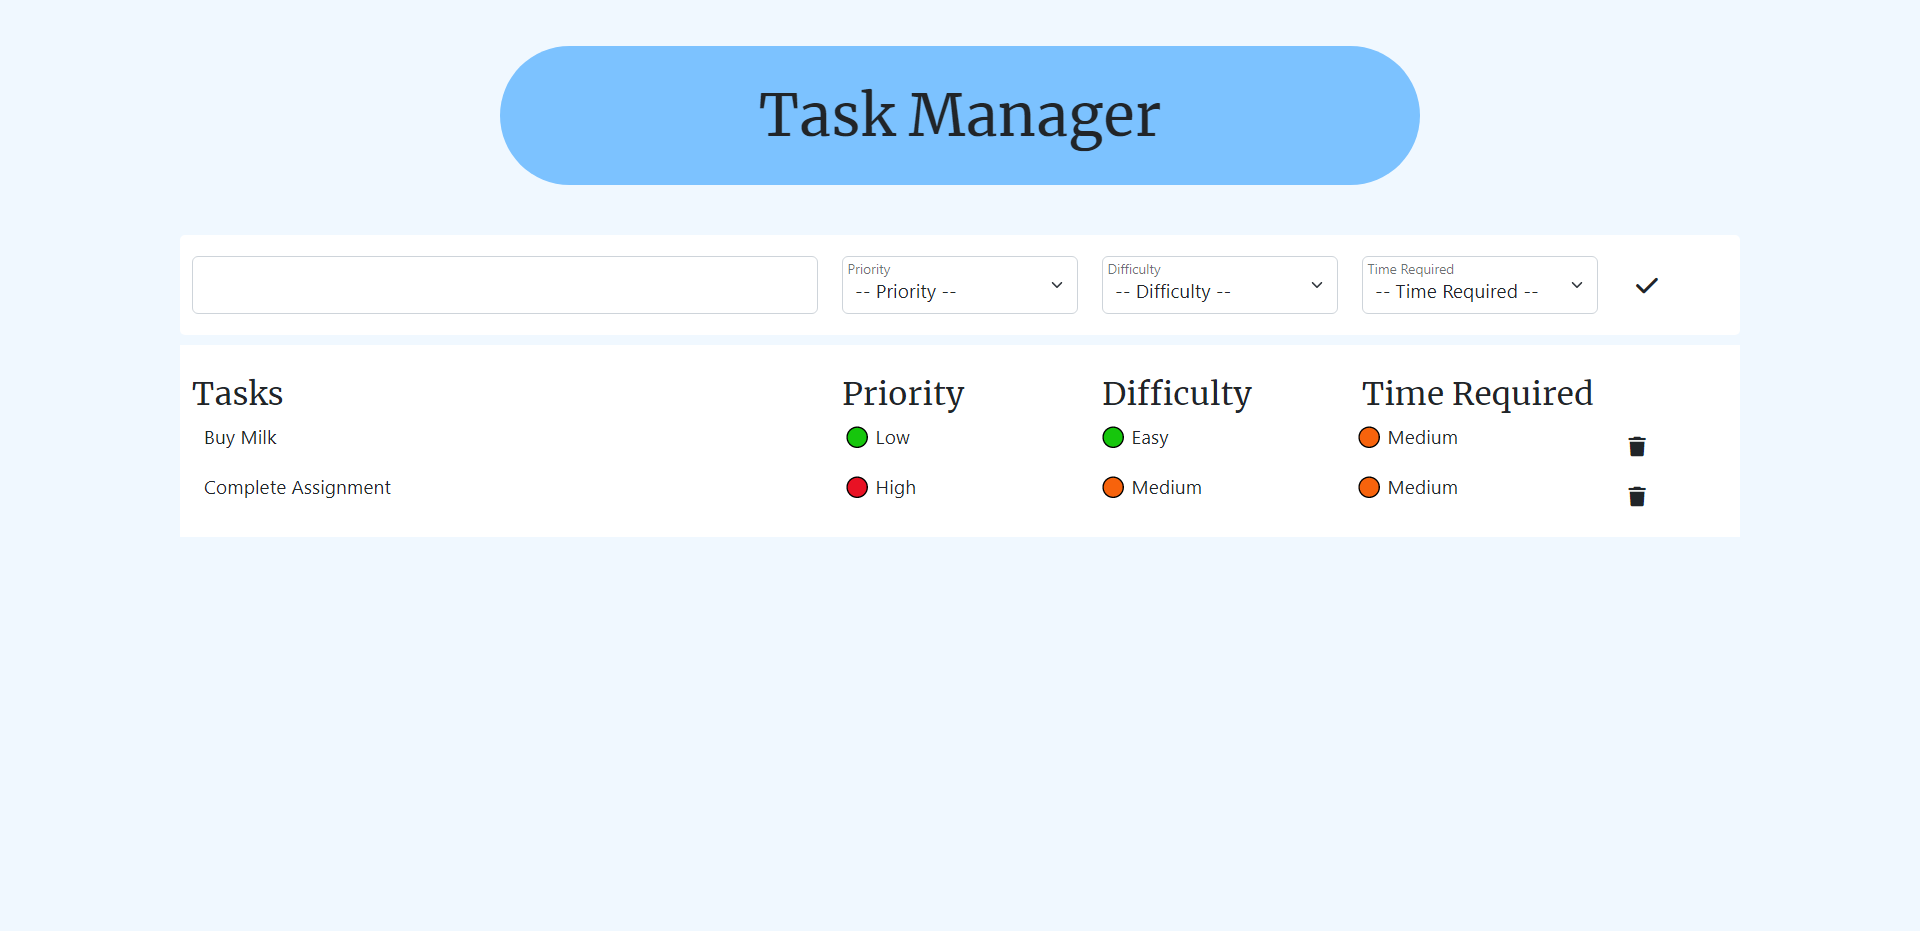 Task Manager
Priority Difficulty Time Required
-- Priority -- -- Difficulty -- -- Time Required --
Tasks Priority Difficulty Time Required
Buy Milk Low Easy Medium
Complete Assignment High Medium Medium